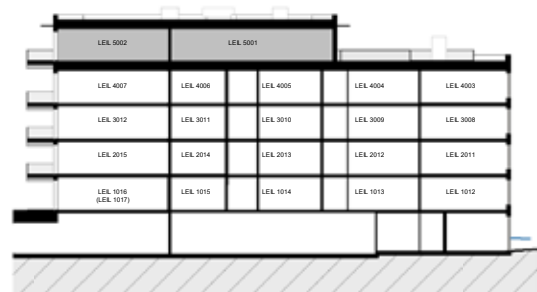 LEIL 5002 LEIL 5001
LEIL 4007 LEIL 4006 LEIL 4005 LEIL 4004 LEIL 4003
LEIL 3012 LEIL 3011 LEIL 3010 LEIL 3009 LEIL 3008
LEIL 2015 LEIL 2014 LEIL 2013 LEIL 2012 LEIL 2011
LEIL 1016 LEIL 1015 LEIL 1014 LEIL 1013 LEIL 1012
(LEIL 1017)